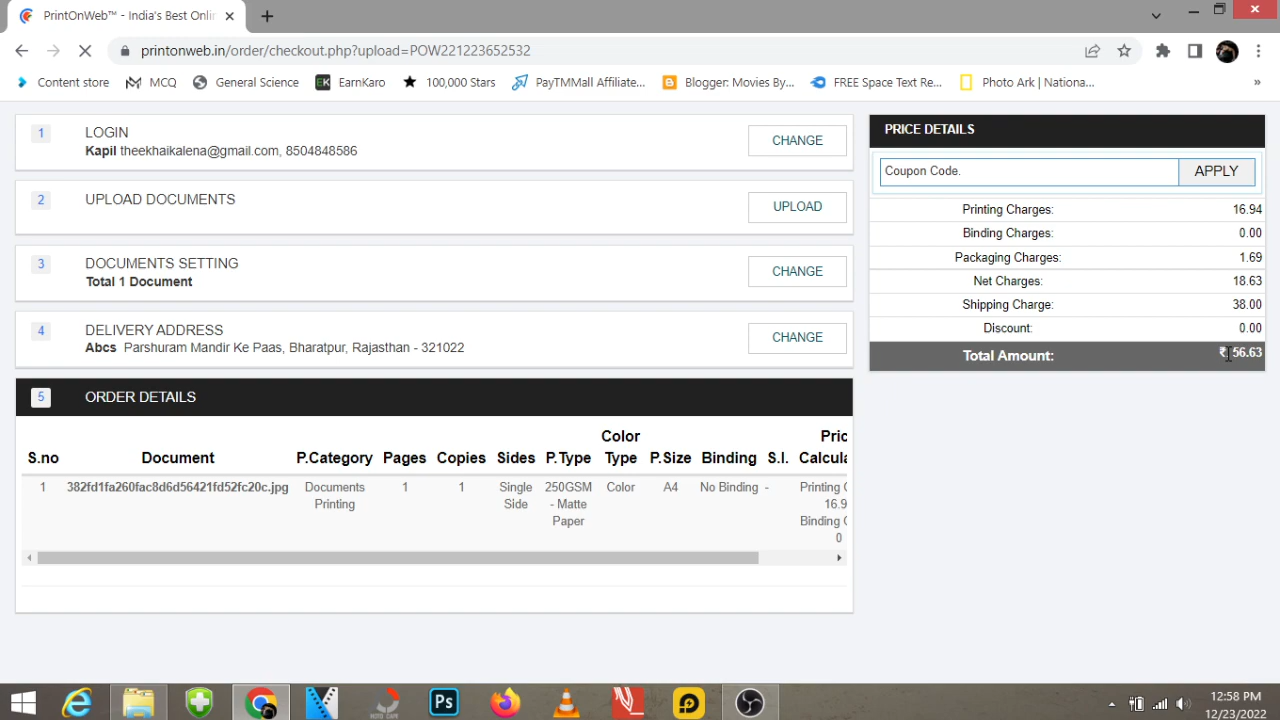 PrintOnWeb™ - India's Best Onlin
printonweb.in/order/checkout.php?upload=POW221223652532
Content store MCQ General Science EarnKaro 100,000 Stars PayTMMall Affiliate... Blogger: Movies By... FREE Space Text Re... Photo Ark | Nationa... »
1 LOGIN
Kapil theekhaikalena@gmail.com, 8504848586
CHANGE
2 UPLOAD DOCUMENTS
UPLOAD
3 DOCUMENTS SETTING
Total 1 Document
CHANGE
4 DELIVERY ADDRESS
Abcs Parshuram Mandir Ke Paas, Bharatpur, Rajasthan - 321022
CHANGE
5 ORDER DETAILS
S.no Document P.Category Pages Copies Sides P.Type Color Type P.Size Binding S.I. Pric Calcula
1 382fd1fa260fac8d6d56421fd52fc20c.jpg Documents Printing 1 1 Single Side 250GSM - Matte Paper Color A4 No Binding - Printing C 16.9 Binding C 0
PRICE DETAILS
Coupon Code. APPLY
Printing Charges: 16.94
Binding Charges: 0.00
Packaging Charges: 1.69
Net Charges: 18.63
Shipping Charge: 38.00
Discount: 0.00
Total Amount: ₹ 56.63
Ps
12:58 PM
12/23/2022